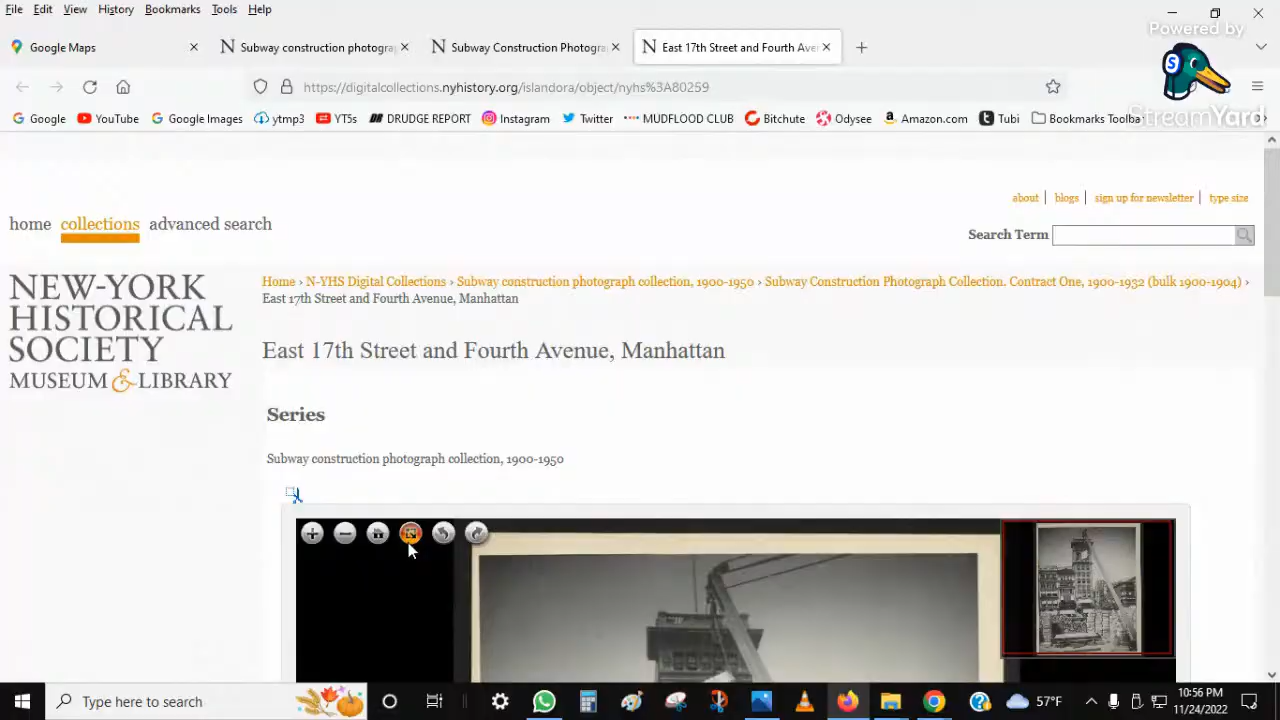 File Edit View History Bookmarks Tools Help
Powered by
Google Maps
Subway construction photogra
Subway Construction Photogra
East 17th Street and Fourth Ave
https://digitalcollections.nyhistory.org/islandora/object/nyhs%3A80259
StreamYard
Google YouTube Google Images ytmp3 YT5s DRUDGE REPORT Instagram Twitter MUDFLOOD CLUB Bitchute Odysee Amazon.com Tubi Bookmarks Toolba
about blogs sign up for newsletter type size
home collections advanced search
Search Term
NEW-YORK
HISTORICAL
SOCIETY
MUSEUM & LIBRARY
Home › N-YHS Digital Collections › Subway construction photograph collection, 1900-1950 › Subway Construction Photograph Collection. Contract One, 1900-1932 (bulk 1900-1904) ›
East 17th Street and Fourth Avenue, Manhattan
East 17th Street and Fourth Avenue, Manhattan
Series
Subway construction photograph collection, 1900-1950
Type here to search
57°F
10:56 PM
11/24/2022